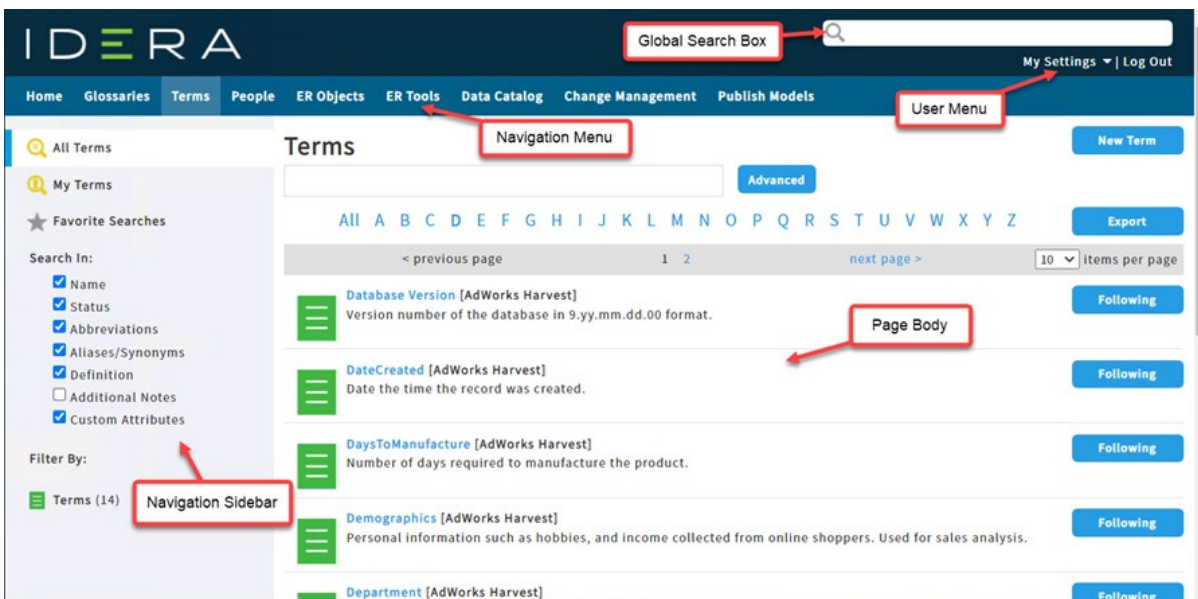 IDERA
Global Search Box
My Settings | Log Out
Home Glossaries Terms People ER Objects ER Tools Data Catalog Change Management Publish Models
User Menu
Navigation Menu
All Terms
My Terms
Favorite Searches
Search In:
Name
Status
Abbreviations
Aliases/Synonyms
Definition
Additional Notes
Custom Attributes
Filter By:
Terms (14)
Navigation Sidebar
Terms
New Term
Advanced
All A B C D E F G H I J K L M N O P Q R S T U V W X Y Z
Export
< previous page 1 2 next page > 10 items per page
Database Version [AdWorks Harvest]
Version number of the database in 9.yy.mm.dd.00 format.
Following
Page Body
DateCreated [AdWorks Harvest]
Date the time the record was created.
Following
DaysToManufacture [AdWorks Harvest]
Number of days required to manufacture the product.
Following
Demographics [AdWorks Harvest]
Personal information such as hobbies, and income collected from online shoppers. Used for sales analysis.
Following
Department [AdWorks Harvest]
Following